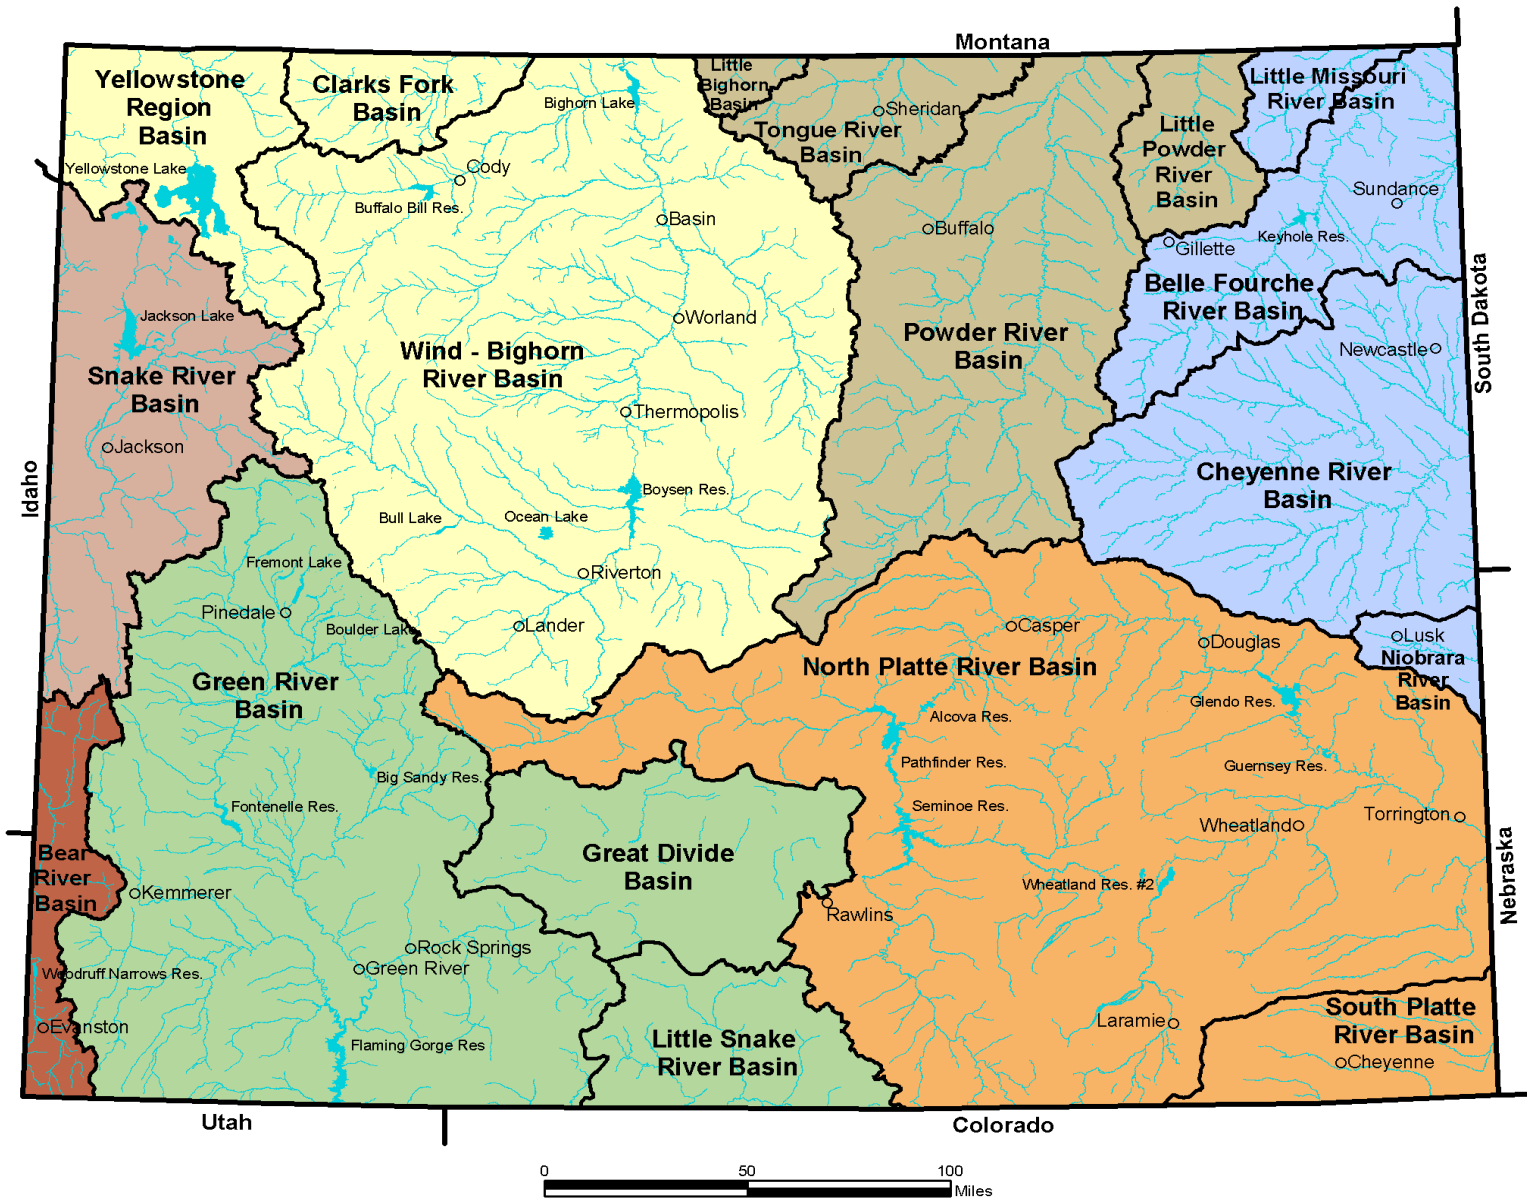 Montana
Yellowstone
Region
Basin
Clarks Fork
Basin
Bighorn Lake
Little
Bighorn
Basin
Sheridan
Tongue River
Basin
Little
Powder
River
Basin
Little Missouri
River Basin
Yellowstone Lake
Cody
Buffalo Bill Res.
Basin
Buffalo
Sundance
Keyhole Res.
Gillette
Belle Fourche
River Basin
South Dakota
Jackson Lake
Worland
Wind - Bighorn
River Basin
Powder River
Basin
Newcastle
Snake River
Basin
Thermopolis
Jackson
Idaho
Cheyenne River
Basin
Boysen Res.
Bull Lake
Ocean Lake
Fremont Lake
Riverton
Pinedale
Boulder Lake
Lander
Casper
Douglas
Lusk
Niobrara
River
Basin
North Platte River Basin
Green River
Basin
Glendo Res.
Alcova Res.
Pathfinder Res.
Guernsey Res.
Big Sandy Res.
Fontenelle Res.
Seminoe Res.
Wheatland
Torrington
Nebraska
Bear
River
Basin
Great Divide
Basin
Kemmerer
Wheatland Res. #2
Rawlins
Rock Springs
Green River
Woodruff Narrows Res.
Evanston
Flaming Gorge Res
Little Snake
River Basin
Laramie
South Platte
River Basin
Cheyenne
Utah
Colorado
0 50 100
Miles